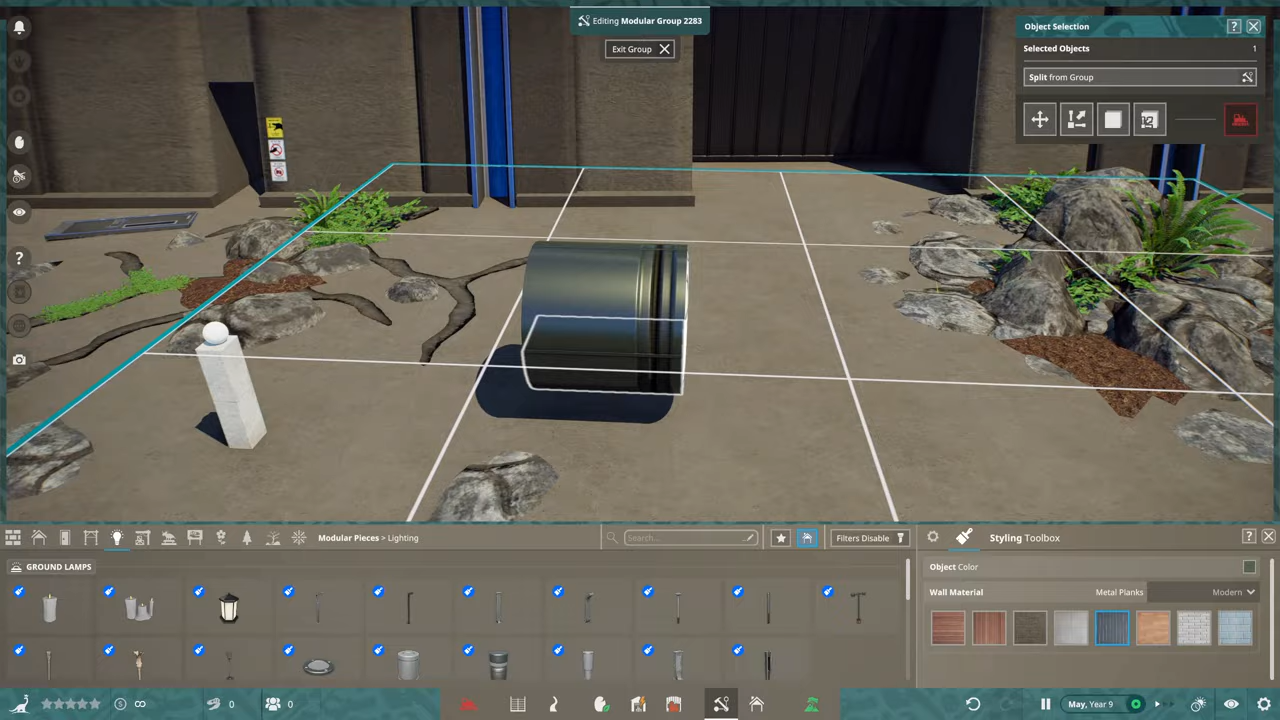 Editing Modular Group 2283
Exit Group
Object Selection
?
Selected Objects 1
Split from Group
Modular Pieces > Lighting
Search...
Filters Disable
Styling Toolbox
?
GROUND LAMPS
Object Color
Wall Material Metal Planks Modern
0
0
May, Year 9